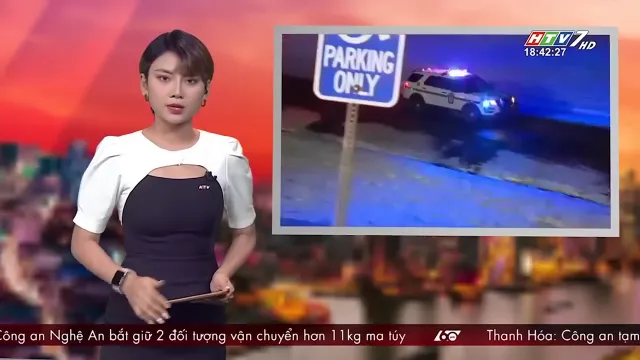 HTV7 HD
18:42:27
PARKING
ONLY
HTV
Công an Nghệ An bắt giữ 2 đối tượng vận chuyển hơn 11kg ma túy
60
Thanh Hóa: Công an tạm